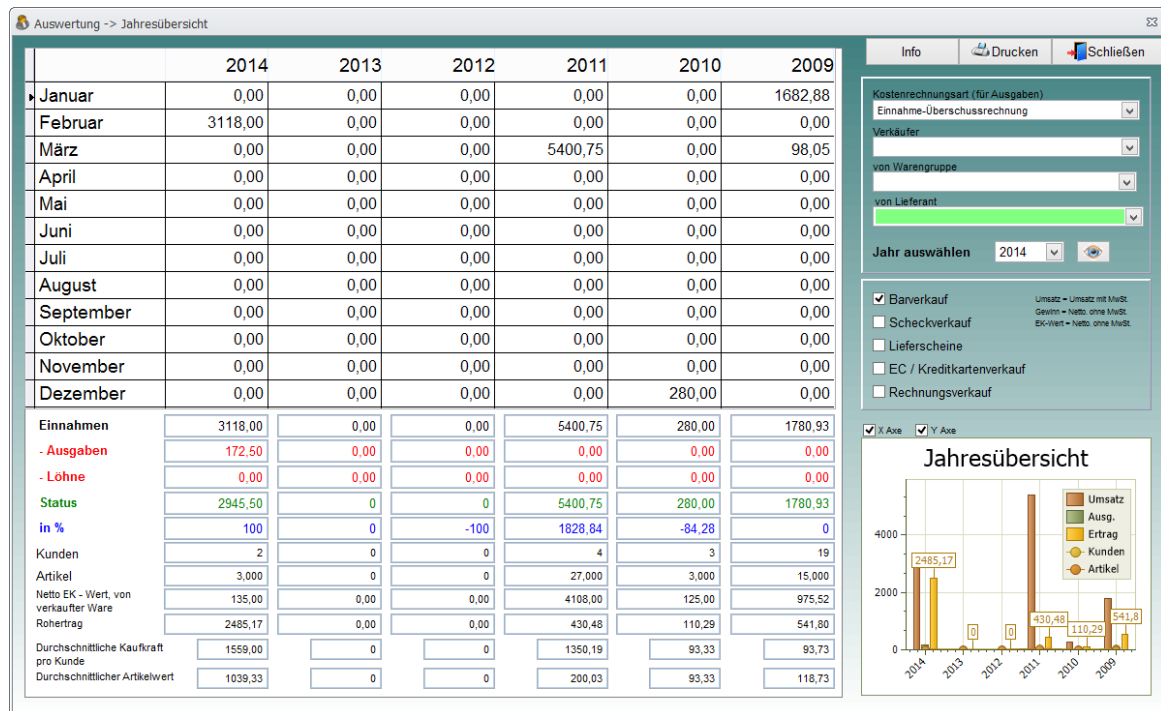 Auswertung -> Jahresübersicht
Info Drucken Schließen
2014 2013 2012 2011 2010 2009
Januar 0,00 0,00 0,00 0,00 0,00 1682,88
Februar 3118,00 0,00 0,00 0,00 0,00 0,00
März 0,00 0,00 0,00 5400,75 0,00 98,05
April 0,00 0,00 0,00 0,00 0,00 0,00
Mai 0,00 0,00 0,00 0,00 0,00 0,00
Juni 0,00 0,00 0,00 0,00 0,00 0,00
Juli 0,00 0,00 0,00 0,00 0,00 0,00
August 0,00 0,00 0,00 0,00 0,00 0,00
September 0,00 0,00 0,00 0,00 0,00 0,00
Oktober 0,00 0,00 0,00 0,00 0,00 0,00
November 0,00 0,00 0,00 0,00 0,00 0,00
Dezember 0,00 0,00 0,00 0,00 280,00 0,00
Einnahmen 3118,00 0,00 0,00 5400,75 280,00 1780,93
- Ausgaben 172,50 0,00 0,00 0,00 0,00 0,00
- Löhne 0,00 0,00 0,00 0,00 0,00 0,00
Status 2945,50 0 0 5400,75 280,00 1780,93
in % 100 0 -100 1828,84 -84,28 0
Kunden 2 0 0 4 3 19
Artikel 3,000 0 0 27,000 3,000 15,000
Netto EK - Wert, von
verkaufter Ware 135,00 0,00 0,00 4108,00 125,00 975,52
Rohertrag 2485,17 0,00 0,00 430,48 110,29 541,80
Durchschnittliche Kaufkraft
pro Kunde 1559,00 0 0 1350,19 93,33 93,73
Durchschnittlicher Artikelwert 1039,33 0 0 200,03 93,33 118,73
Kostenrechnungsart (für Ausgaben)
Einnahme-Überschussrechnung
Verkäufer
von Warengruppe
von Lieferant
Jahr auswählen 2014
Barverkauf
Scheckverkauf
Lieferscheine
EC / Kreditkartenverkauf
Rechnungsverkauf
Umsatz = Umsatz mit MwSt.
Gewinn = Netto. ohne MwSt.
EK-Wert = Netto. ohne MwSt.
X Axe Y Axe
Jahresübersicht
Umsatz
Ausg.
Ertrag
Kunden
Artikel
4000
2000
0
2485,17
0
0
430,48
110,29
541,8
2014 2013 2012 2011 2010 2009